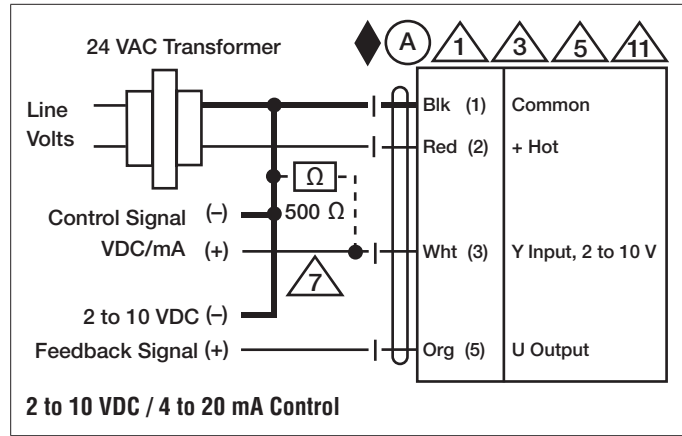 24 VAC Transformer
A 1 3 5 11
Line
Volts
Blk (1) Common
Red (2) + Hot
Ω
500 Ω
Control Signal (–)
VDC/mA (+)
Wht (3) Y Input, 2 to 10 V
7
2 to 10 VDC (–)
Feedback Signal (+)
Org (5) U Output
2 to 10 VDC / 4 to 20 mA Control